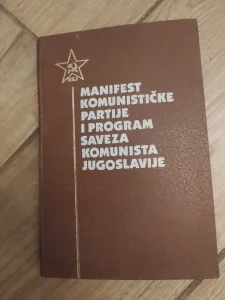 MANIFEST
KOMUNISTIČKE
PARTIJE
I PROGRAM
SAVEZA
KOMUNISTA
JUGOSLAVIJE